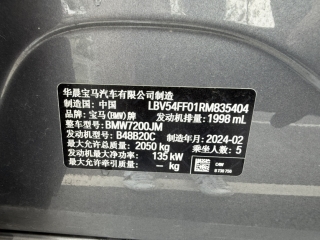 华晨宝马汽车有限公司制造
制造国：中国 LBV54FF01RM835404
品牌：宝马(BMW)牌 发动机排量：1998 mL
整车型号：BMW7200JM
发动机型号：B48B20C 制造年月：2024-02
最大允许总质量：2050 kg 乘坐人数：5
发动机最大净功率：135 kW
最大允许牵引质量：— kg